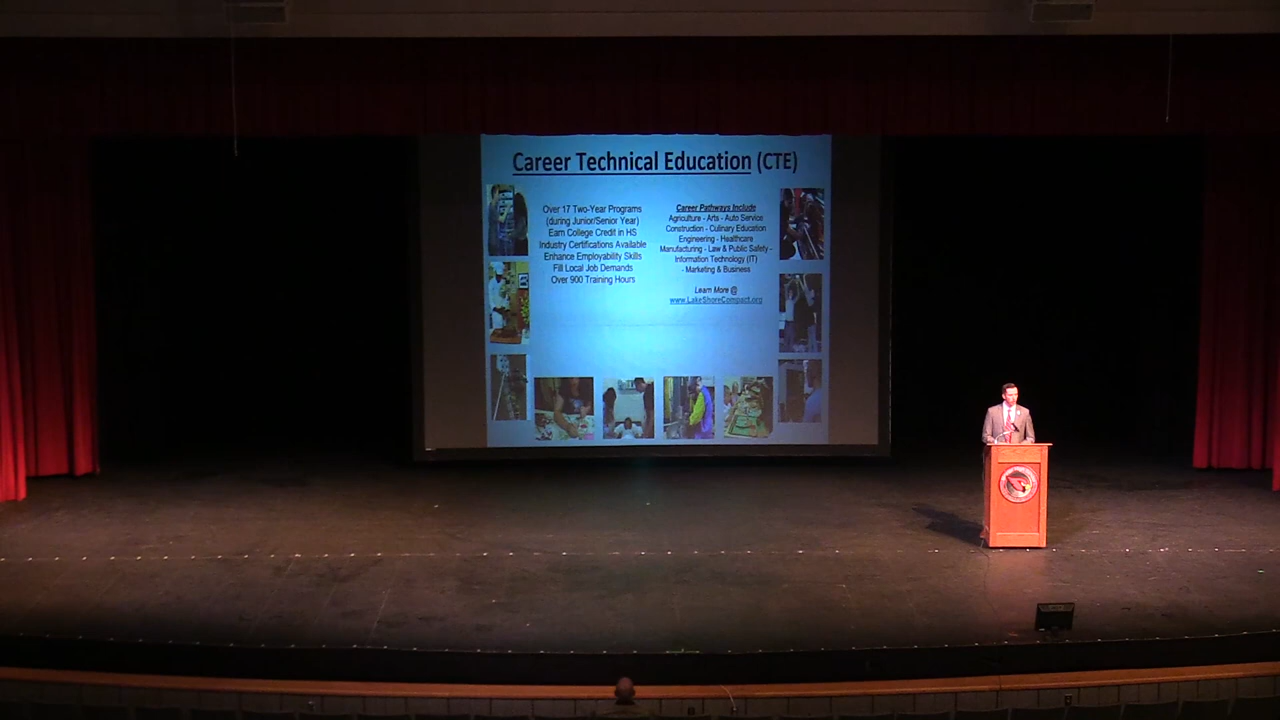 Career Technical Education (CTE)
Over 17 Two-Year Programs
(during Junior/Senior Year)
Earn College Credit in HS
Industry Certifications Available
Enhance Employability Skills
Fill Local Job Demands
Over 900 Training Hours
Career Pathways Include
Agriculture - Arts - Auto Service
Construction - Culinary Education
Engineering - Healthcare
Manufacturing - Law & Public Safety -
Information Technology (IT)
- Marketing & Business
Learn More @
www.LakeShoreCompact.org